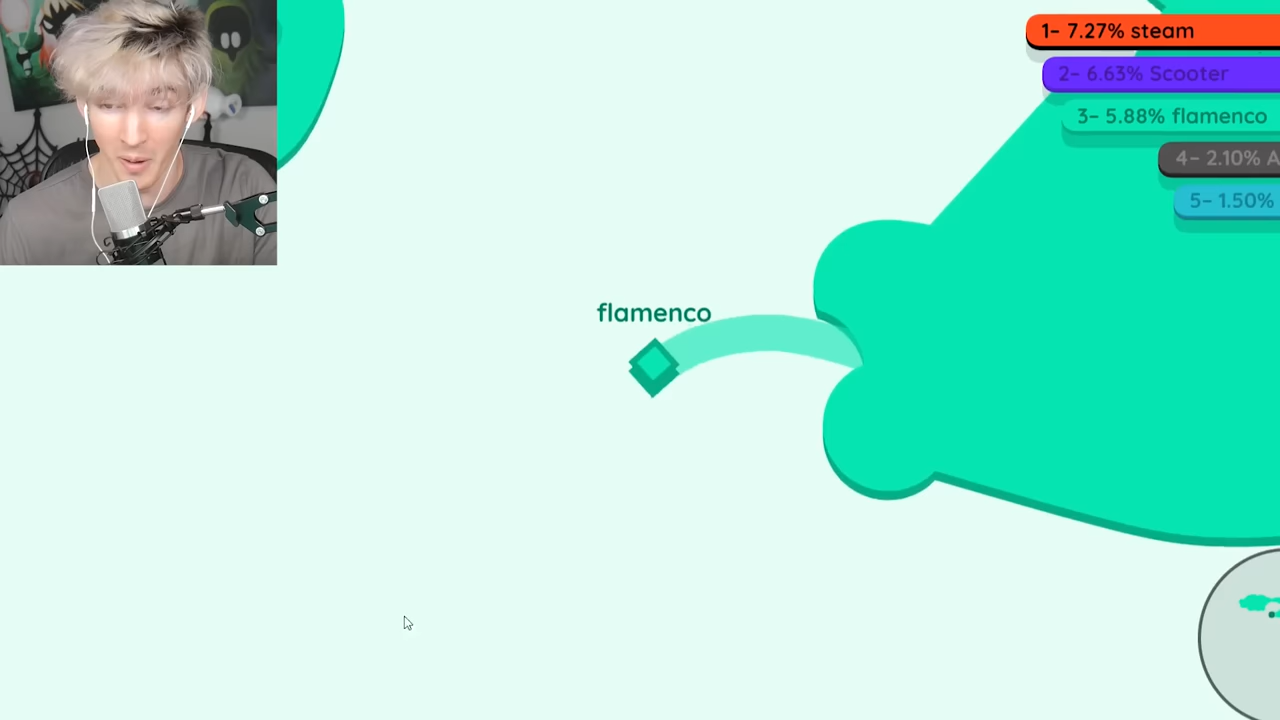 1- 7.27% steam
2- 6.63% Scooter
3- 5.88% flamenco
4- 2.10% A
5- 1.50%
flamenco